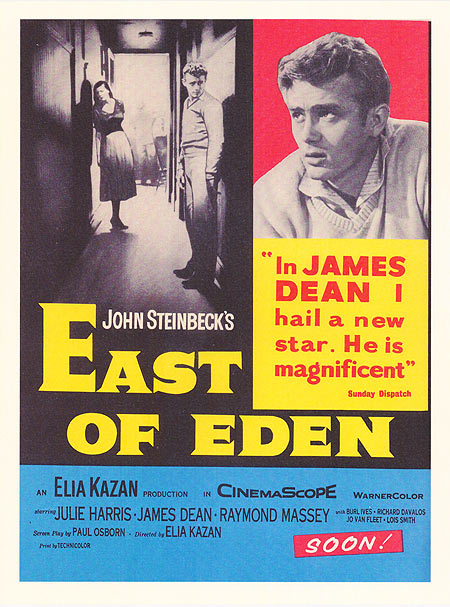 "In JAMES
DEAN I
hail a new
star. He is
magnificent"
Sunday Dispatch
JOHN STEINBECK'S
EAST
OF EDEN
AN ELIA KAZAN PRODUCTION IN CINEMASCOPE WARNERCOLOR
starring JULIE HARRIS · JAMES DEAN · RAYMOND MASSEY with BURL IVES · RICHARD DAVALOS
JO VAN FLEET · LOIS SMITH
Screen Play by PAUL OSBORN · Directed by ELIA KAZAN
Print by TECHNICOLOR
SOON!